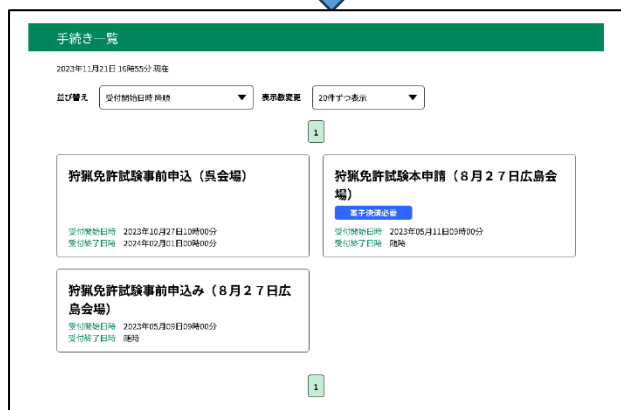 手続き一覧
2023年11月21日 16時55分 現在
並び替え 受付開始日時 降順 表示数変更 20件ずつ表示
1
狩猟免許試験事前申込（呉会場）
受付開始日時 2023年10月27日10時00分
受付終了日時 2024年02月01日00時00分
狩猟免許試験本申請（８月２７日広島会
場）
電子決済必要
受付開始日時 2023年05月11日09時00分
受付終了日時 随時
狩猟免許試験事前申込み（８月２７日広
島会場）
受付開始日時 2023年05月09日09時00分
受付終了日時 随時
1